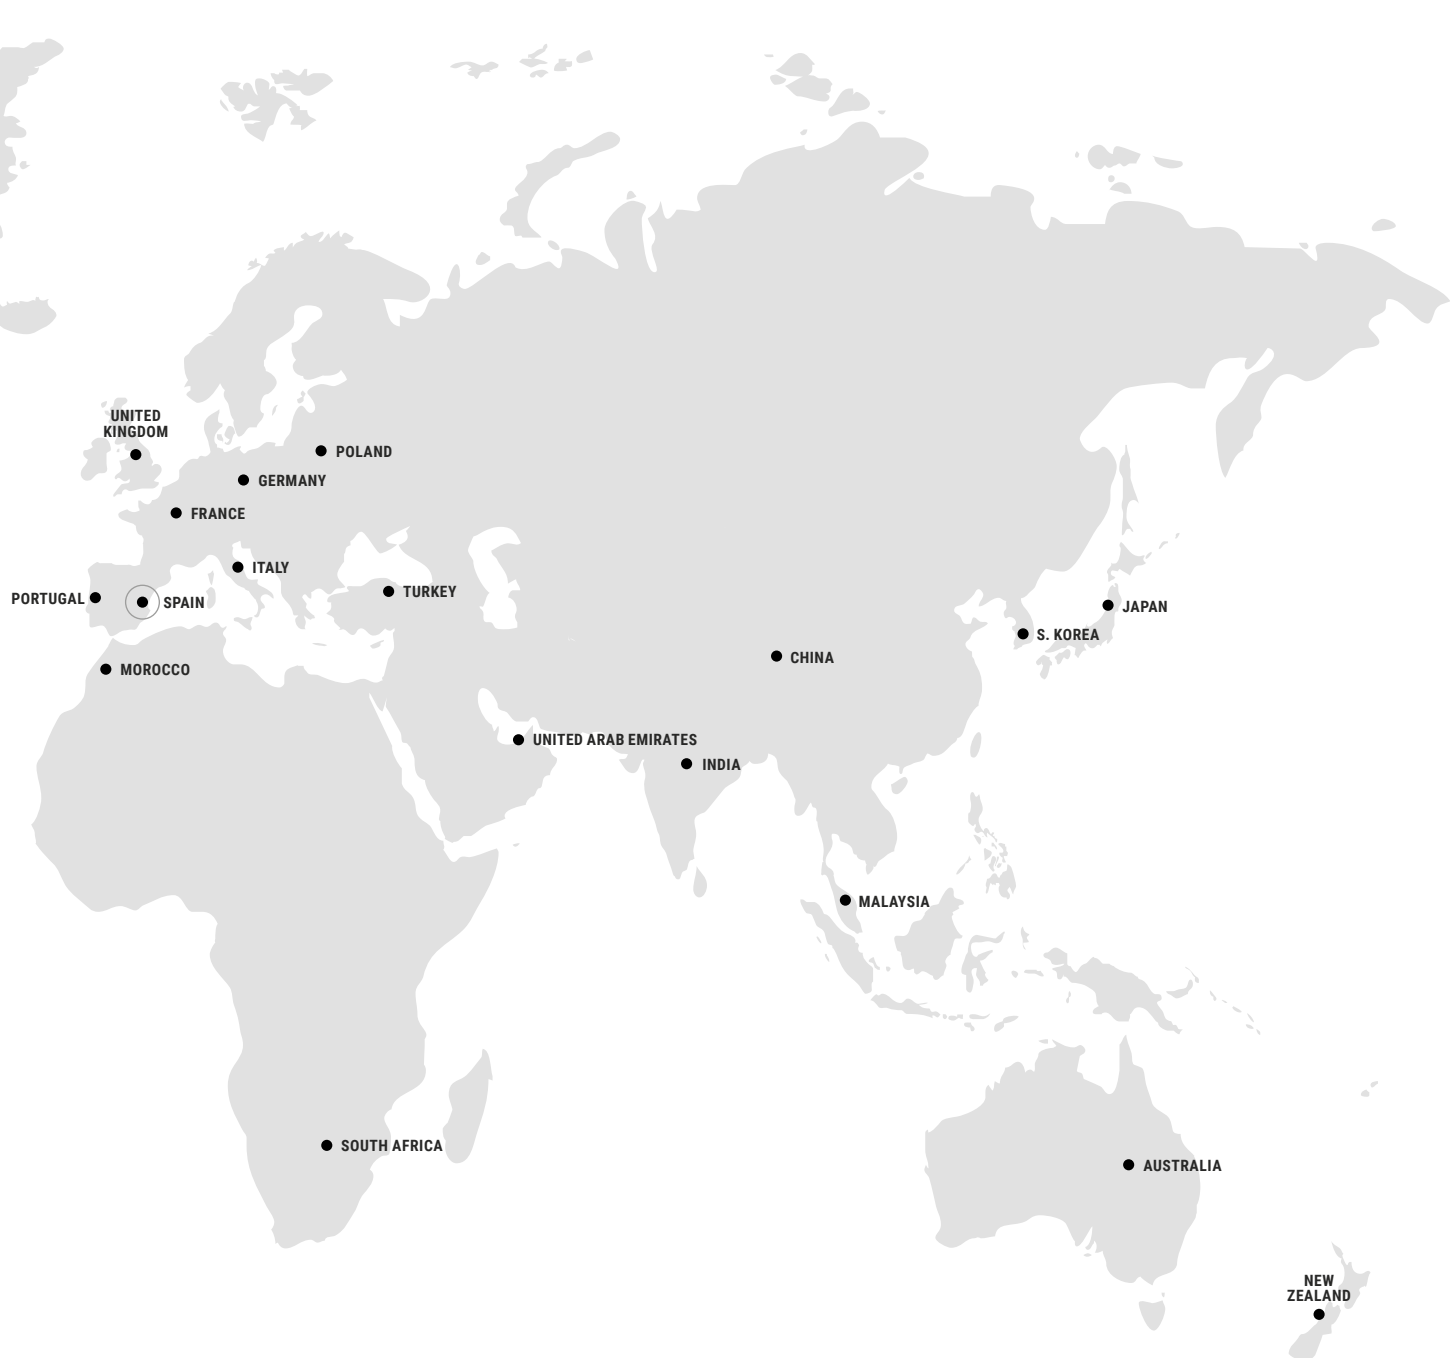 UNITED
KINGDOM
POLAND
GERMANY
FRANCE
ITALY
TURKEY
PORTUGAL
SPAIN
JAPAN
S. KOREA
CHINA
MOROCCO
UNITED ARAB EMIRATES
INDIA
MALAYSIA
SOUTH AFRICA
AUSTRALIA
NEW
ZEALAND